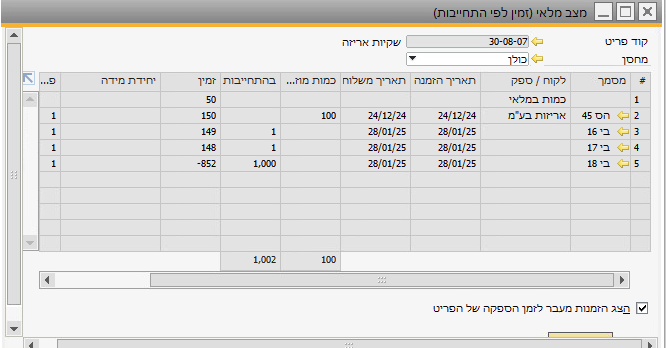 מצב מלאי (זמין לפי התחייבות)
קוד פריט 30-08-07 שקיות אריזה
מחסן כולן
# מסמך לקוח / ספק תאריך הזמנה תאריך משלוח כמות מוז... בהתחייבות זמין יחידת מידה פ...
1 כמות במלאי 50
2 הס 45 אריזות בע"מ 24/12/24 24/12/24 100 150 1
3 בי 16 28/01/25 28/01/25 1 149 1
4 בי 17 28/01/25 28/01/25 1 148 1
5 בי 18 28/01/25 28/01/25 1,000 -852 1
100 1,002
הצג הזמנות מעבר לזמן הספקה של הפריט